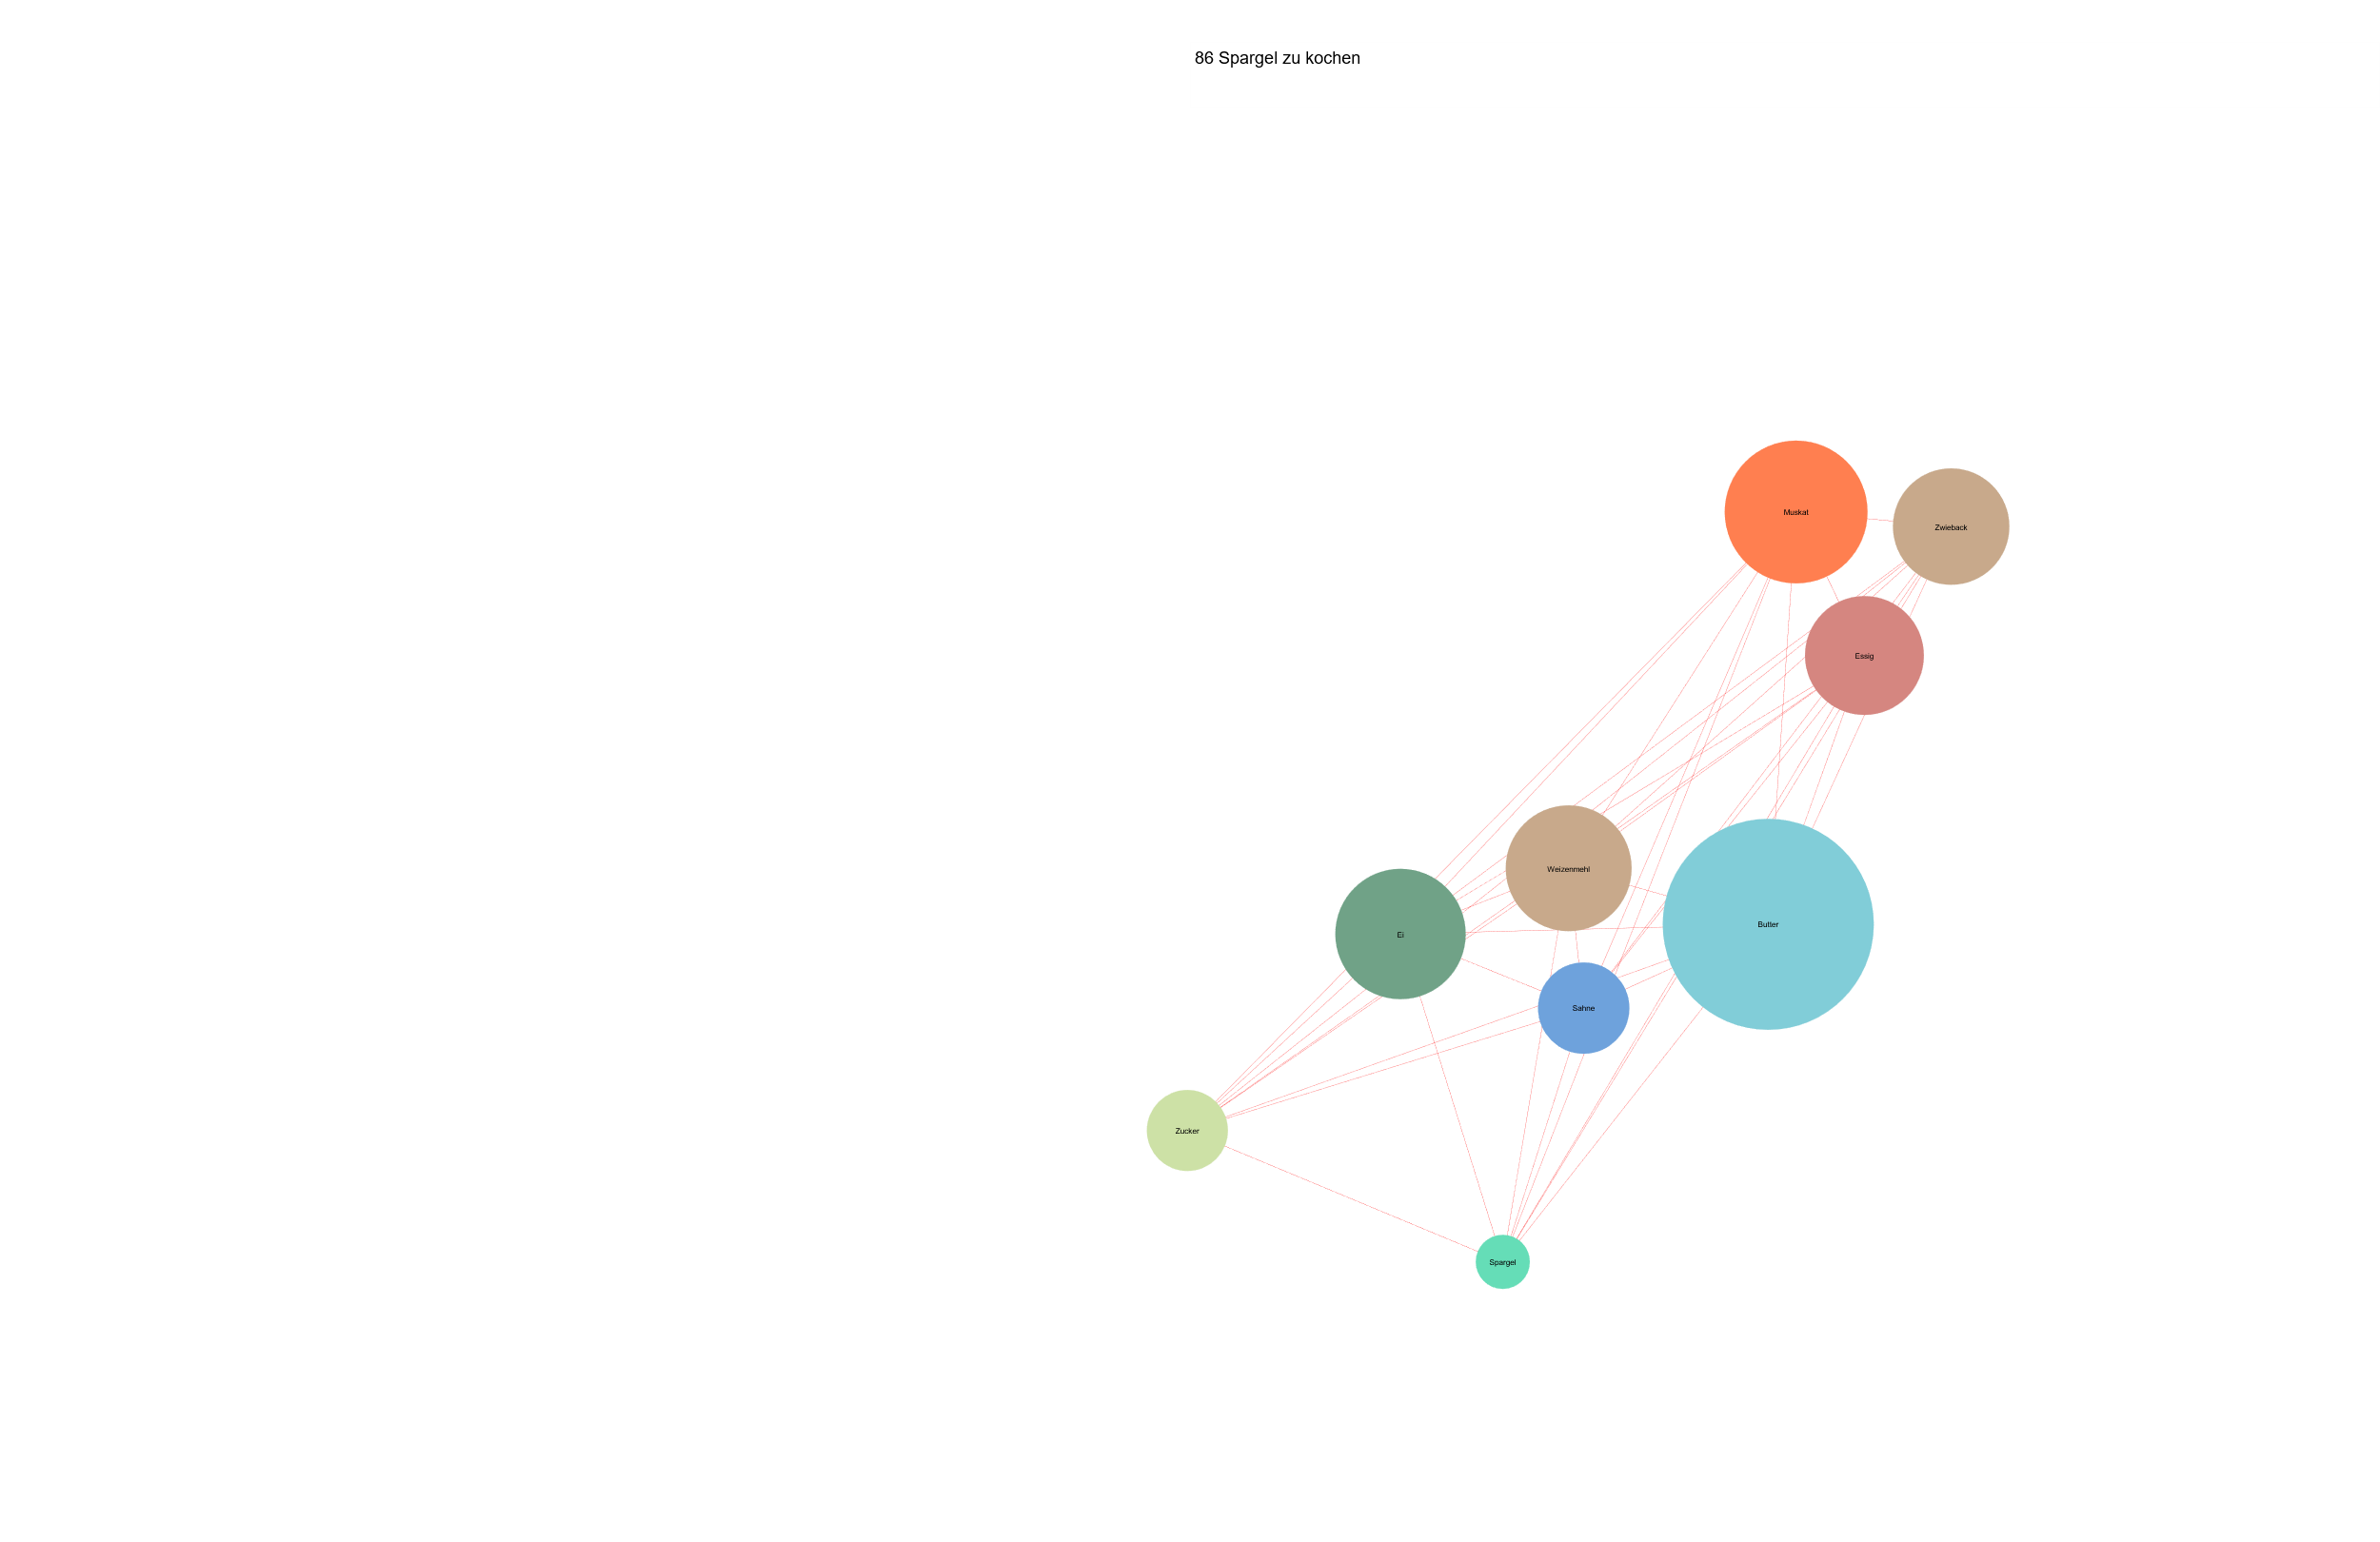 86 Spargel zu kochen
Muskat
Zwieback
Essig
Weizenmehl
Butter
Ei
Sahne
Zucker
Spargel